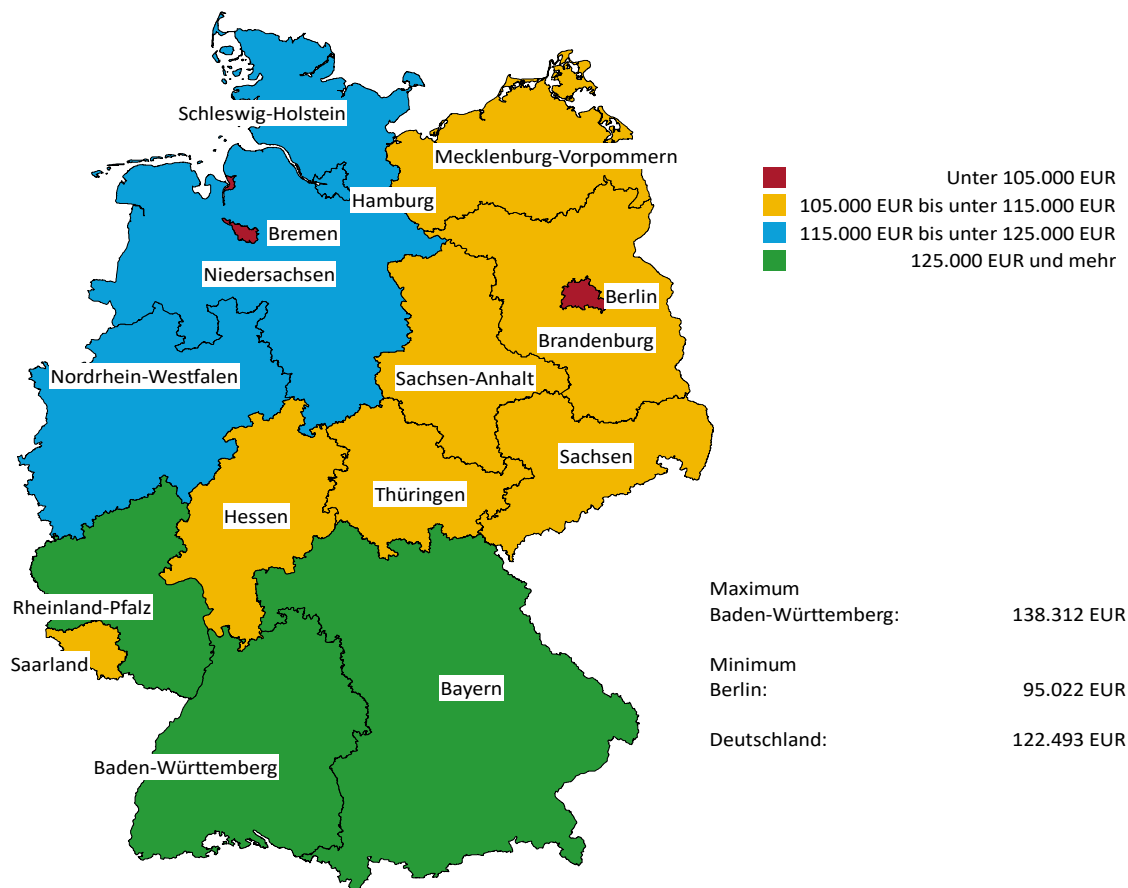 Schleswig-Holstein
Mecklenburg-Vorpommern
Hamburg
Bremen
Niedersachsen
Berlin
Brandenburg
Nordrhein-Westfalen
Sachsen-Anhalt
Sachsen
Thüringen
Hessen
Rheinland-Pfalz
Saarland
Bayern
Baden-Württemberg
Unter 105.000 EUR
105.000 EUR bis unter 115.000 EUR
115.000 EUR bis unter 125.000 EUR
125.000 EUR und mehr
Maximum
Baden-Württemberg: 138.312 EUR
Minimum
Berlin: 95.022 EUR
Deutschland: 122.493 EUR